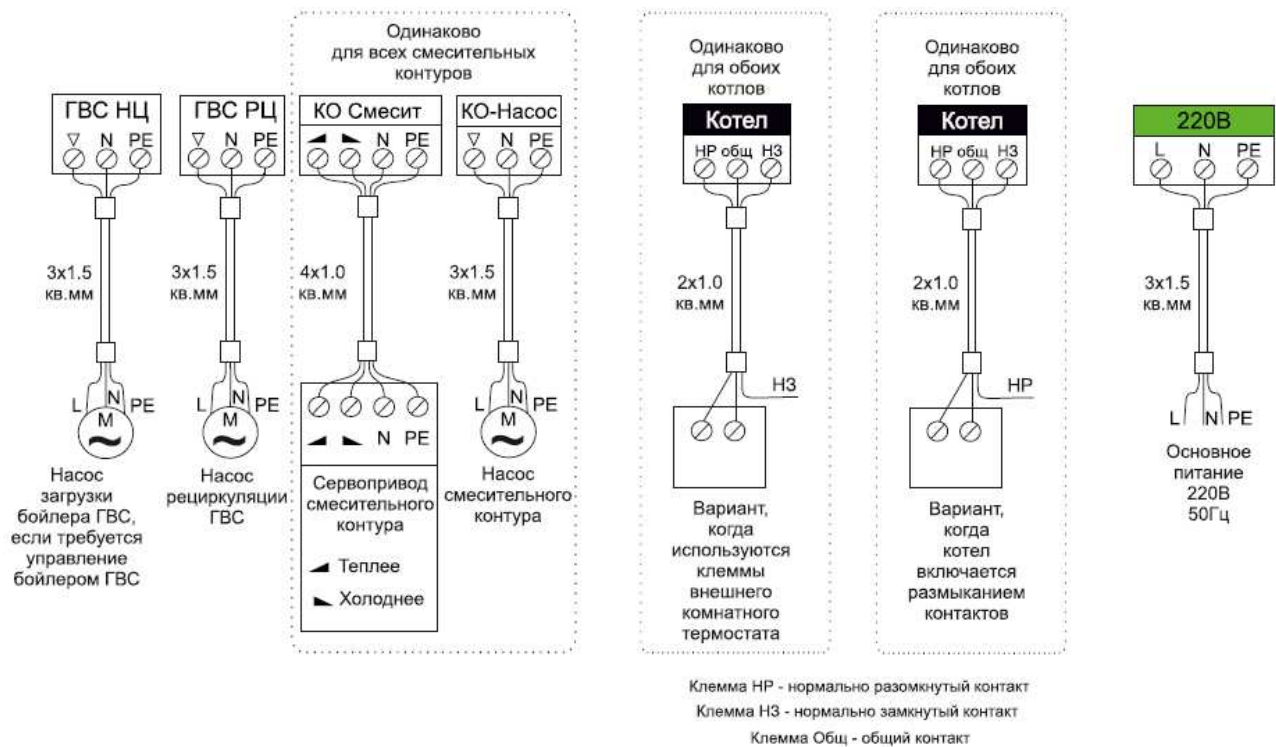 Одинаково
для всех смесительных
контуров
ГВС НЦ
▽ N PE
3x1.5
кв.мм
L N PE
M
Насос
загрузки
бойлера ГВС,
если требуется
управление
бойлером ГВС
ГВС РЦ
▽ N PE
3x1.5
кв.мм
L N PE
M
Насос
рециркуляции
ГВС
КО Смесит
N PE
4x1.0
кв.мм
N PE
Сервопривод
смесительного
контура
Теплее
Холоднее
КО-Насос
▽ N PE
3x1.5
кв.мм
L N PE
M
Насос
смесительного
контура
Одинаково
для обоих
котлов
Котел
НР общ НЗ
2x1.0
кв.мм
НЗ
Вариант,
когда
используются
клеммы
внешнего
комнатного
термостата
Одинаково
для обоих
котлов
Котел
НР общ НЗ
2x1.0
кв.мм
НР
Вариант,
когда
котел
включается
размыканием
контактов
220В
L N PE
3x1.5
кв.мм
L N PE
Основное
питание
220В
50Гц
Клемма НР - нормально разомкнутый контакт
Клемма НЗ - нормально замкнутый контакт
Клемма Общ - общий контакт